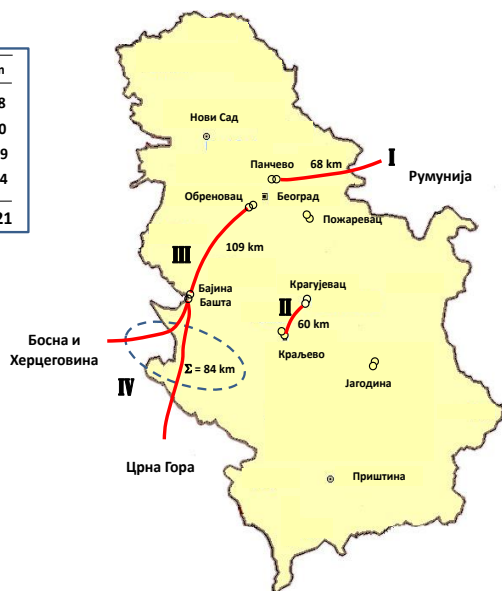 m
8
0
9
4
21
Нови Сад
Панчево
68 km
I
Румунија
Обреновац
Београд
Пожаревац
III
109 km
Бајина
Башта
Крагујевац
II
60 km
Босна и
Херцеговина
Краљево
Σ = 84 км
Јагодина
IV
Црна Гора
Приштина